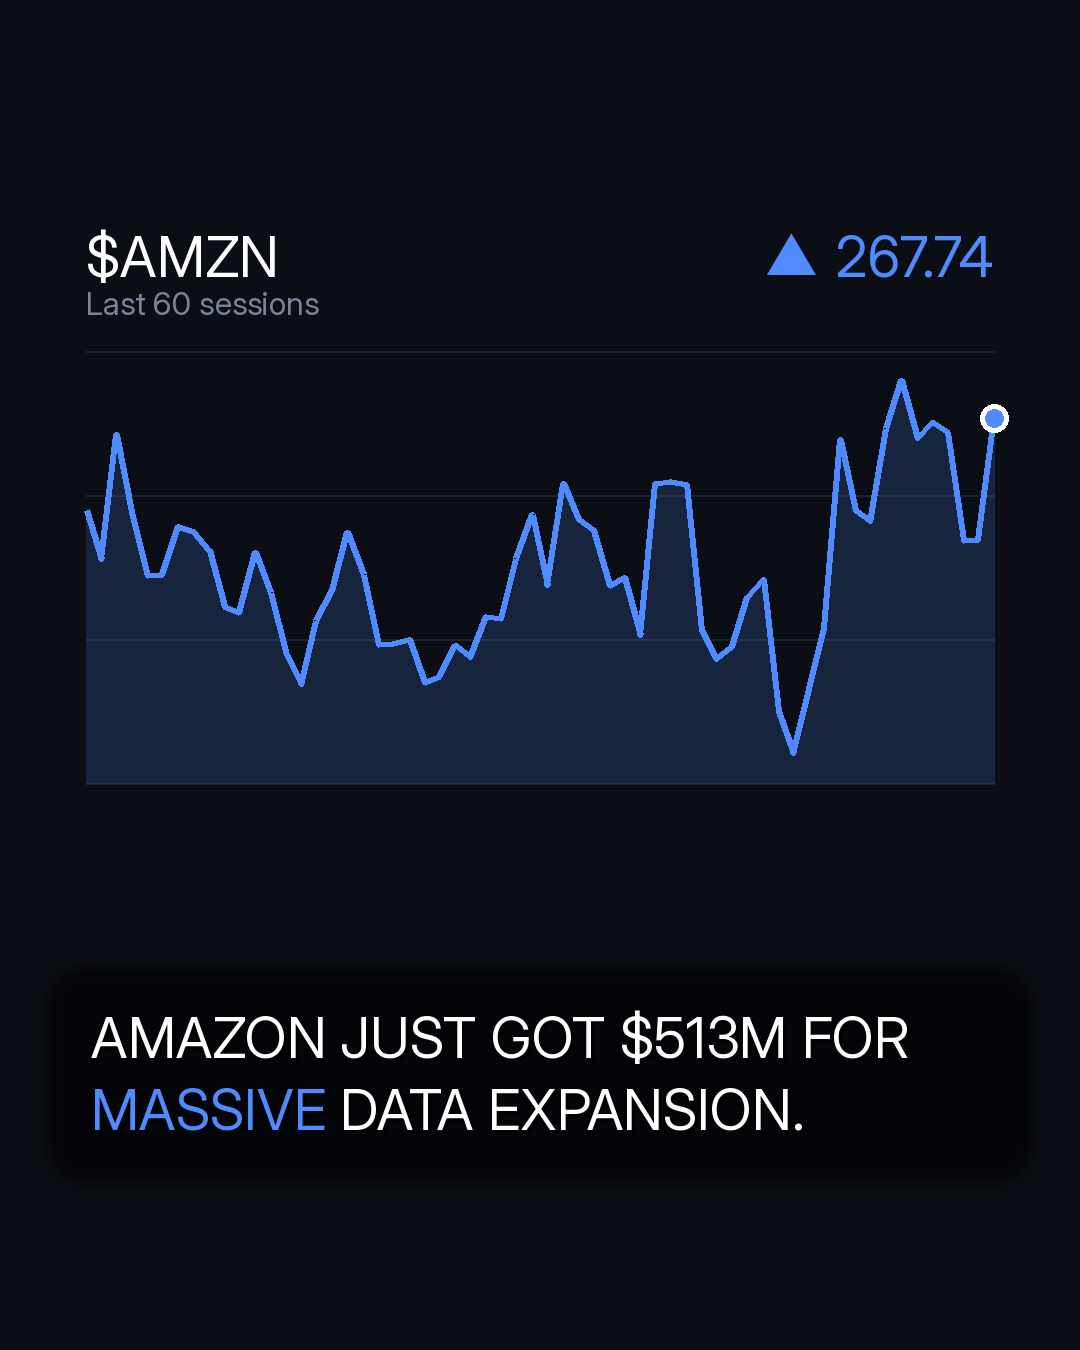 $AMZN
▲ 267.74
Last 60 sessions
AMAZON JUST GOT $513M FOR
MASSIVE DATA EXPANSION.